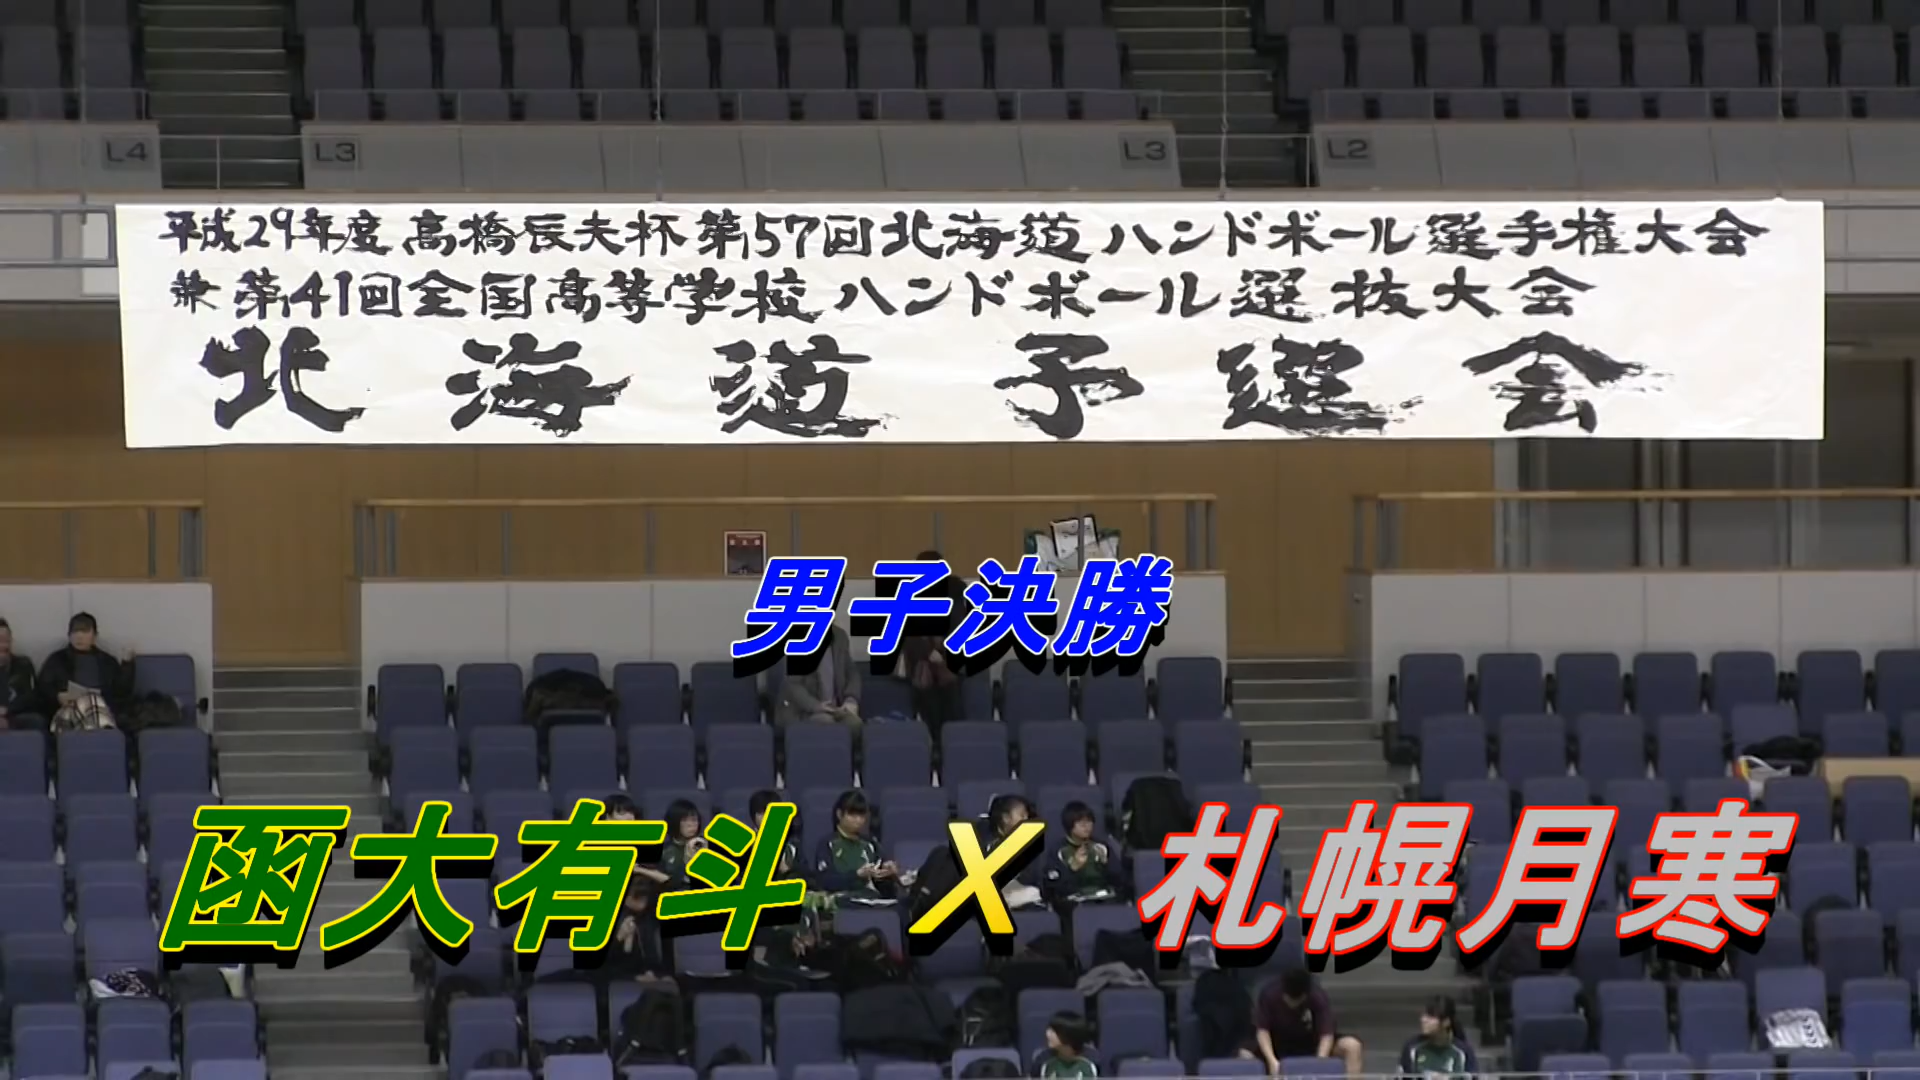 L4 L3 L3 L2
平成29年度 高橋辰夫杯 第57回北海道ハンドボール選手権大会
兼 第41回全国高等学校ハンドボール選抜大会
北海道予選会
男子決勝
函大有斗 X 札幌月寒